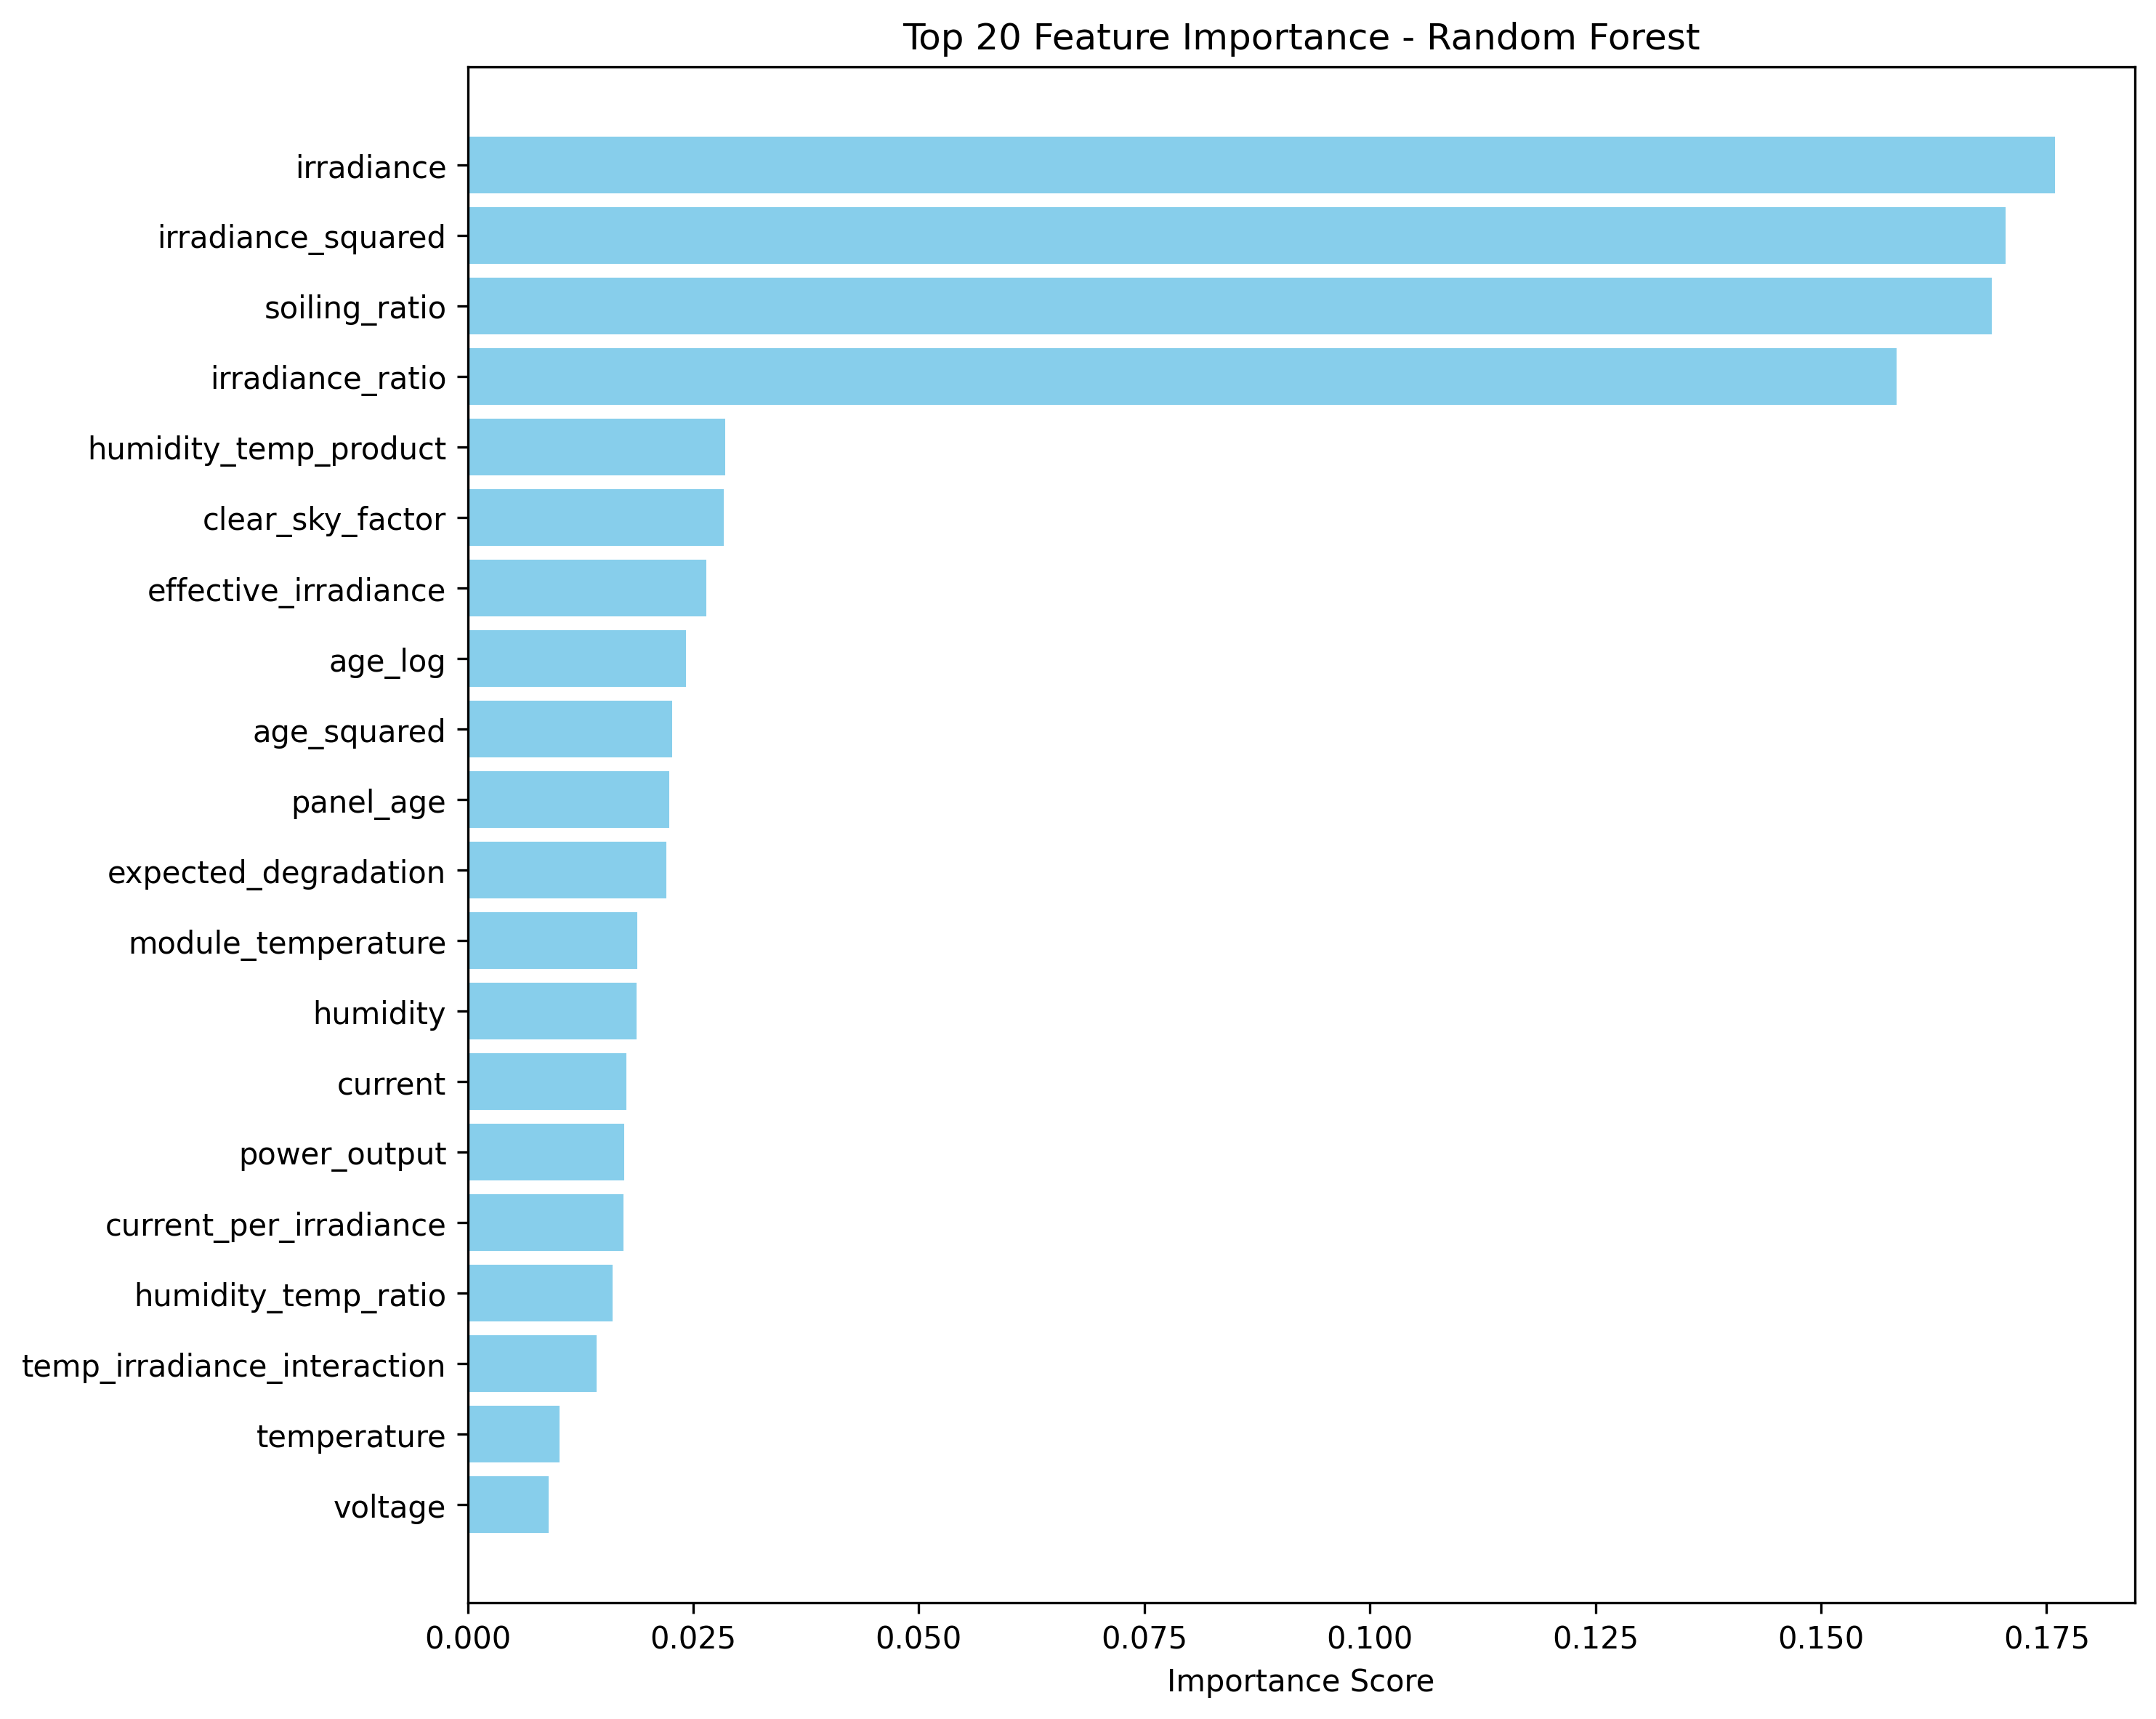 Top 20 Feature Importance - Random Forest
irradiance
irradiance_squared
soiling_ratio
irradiance_ratio
humidity_temp_product
clear_sky_factor
effective_irradiance
age_log
age_squared
panel_age
expected_degradation
module_temperature
humidity
current
power_output
current_per_irradiance
humidity_temp_ratio
temp_irradiance_interaction
temperature
voltage
0.000 0.025 0.050 0.075 0.100 0.125 0.150 0.175
Importance Score